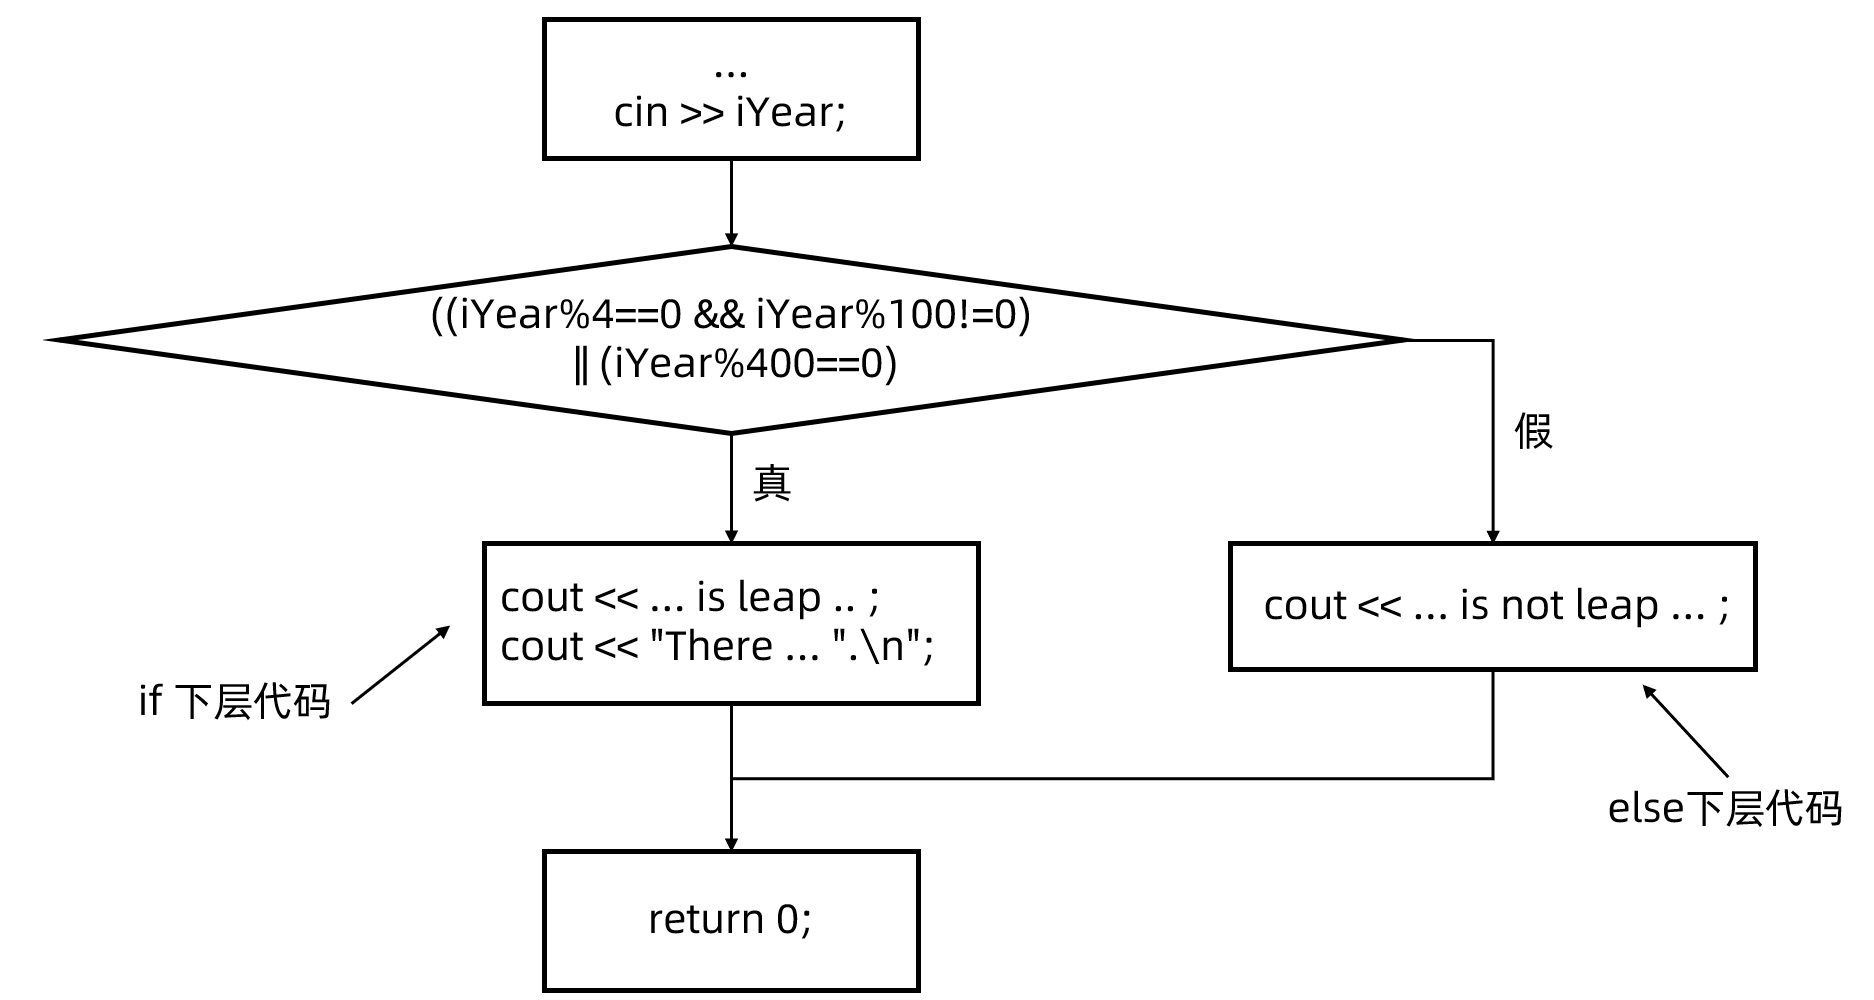 ...
cin >> iYear;
((iYear%4==0 && iYear%100!=0)
|| (iYear%400==0)
假
真
cout << ... is leap .. ;
cout << "There ... ".\n";
cout << ... is not leap ... ;
if 下层代码
else下层代码
return 0;